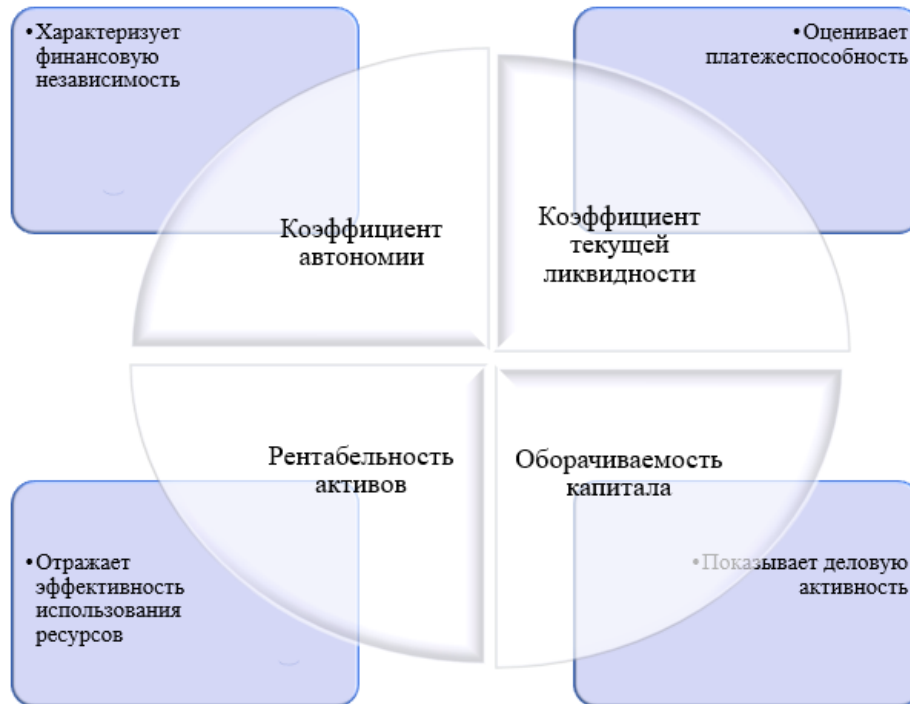 •Характеризует
финансовую
независимость
•Оценивает
платежеспособность
Коэффициент
автономии
Коэффициент
текущей
ликвидности
Рентабельность
активов
Оборачиваемость
капитала
•Отражает
эффективность
использования
ресурсов
•Показывает деловую
активность